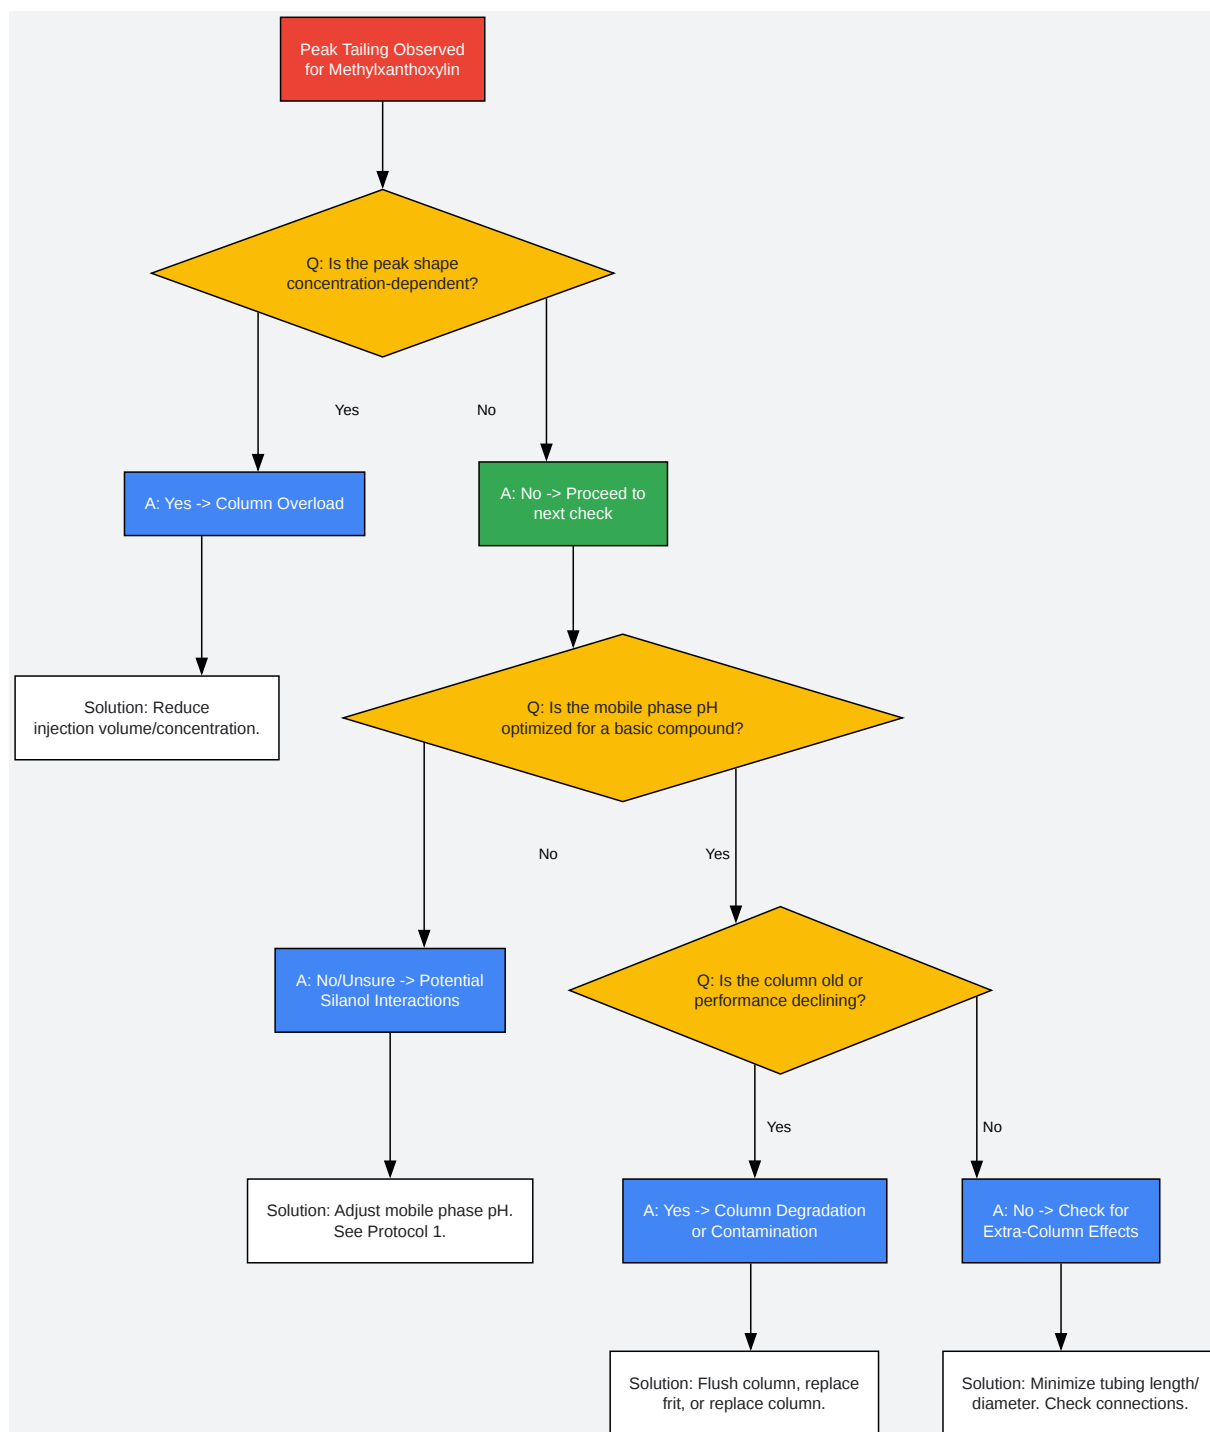 Peak Tailing Observed
for Methylxanthoxylin
Q: Is the peak shape
concentration-dependent?
Yes
No
A: Yes -> Column Overload
A: No -> Proceed to
next check
Solution: Reduce
injection volume/concentration.
Q: Is the mobile phase pH
optimized for a basic compound?
No
Yes
A: No/Unsure -> Potential
Silanol Interactions
Q: Is the column old or
performance declining?
Yes
No
Solution: Adjust mobile phase pH.
See Protocol 1.
A: Yes -> Column Degradation
or Contamination
A: No -> Check for
Extra-Column Effects
Solution: Flush column, replace
frit, or replace column.
Solution: Minimize tubing length/
diameter. Check connections.